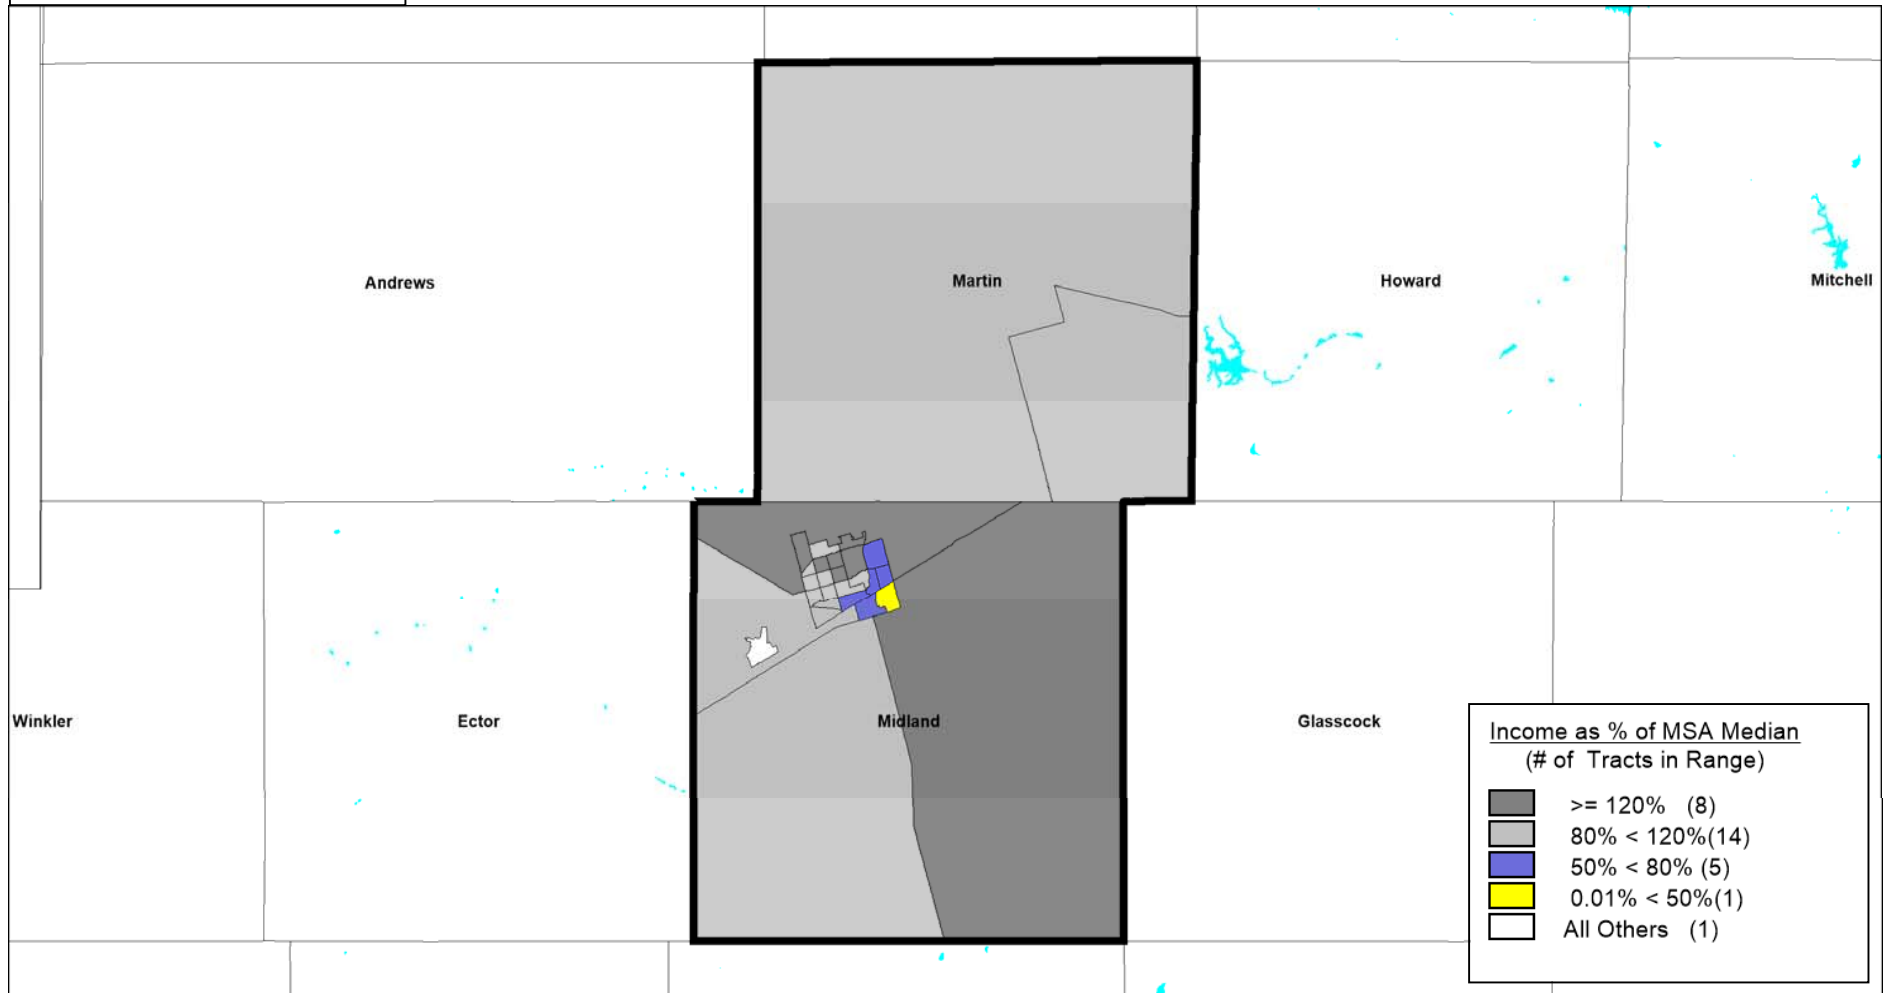 Andrews
Martin
Howard
Mitchell
Winkler
Ector
Midland
Glasscock
Income as % of MSA Median
(# of Tracts in Range)
>= 120% (8)
80% < 120%(14)
50% < 80% (5)
0.01% < 50%(1)
All Others (1)